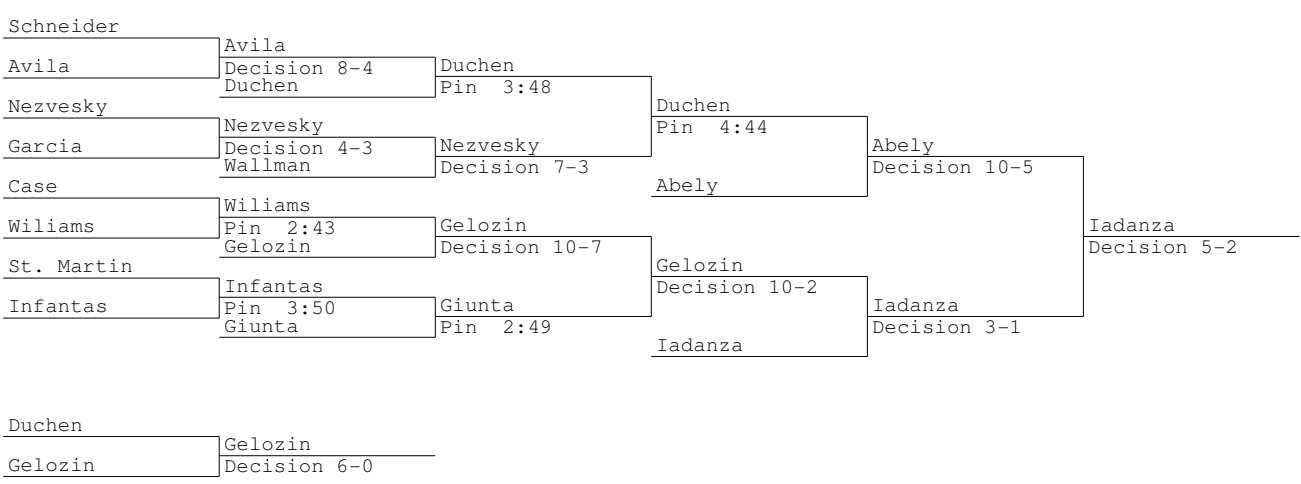 Schneider
Avila
Avila
Decision 8-4
Duchen
Duchen
Pin 3:48
Nezvesky
Duchen
Pin 4:44
Nezvesky
Garcia
Decision 4-3
Nezvesky
Abely
Wallman
Decision 7-3
Decision 10-5
Case
Abely
Wiliams
Wiliams
Pin 2:43
Gelozin
Iadanza
Gelozin
Decision 10-7
Decision 5-2
St. Martin
Gelozin
Infantas
Decision 10-2
Infantas
Pin 3:50
Giunta
Iadanza
Giunta
Pin 2:49
Decision 3-1
Iadanza
Duchen
Gelozin
Gelozin
Decision 6-0